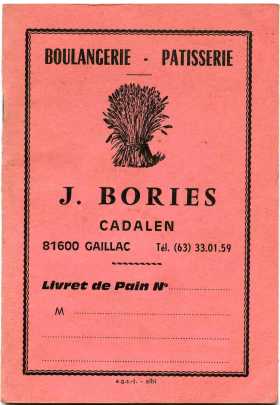 BOULANGERIE - PATISSERIE
J. BORIES
CADALEN
81600 GAILLAC Tél. (63) 33.01.59
Livret de Pain N°
M